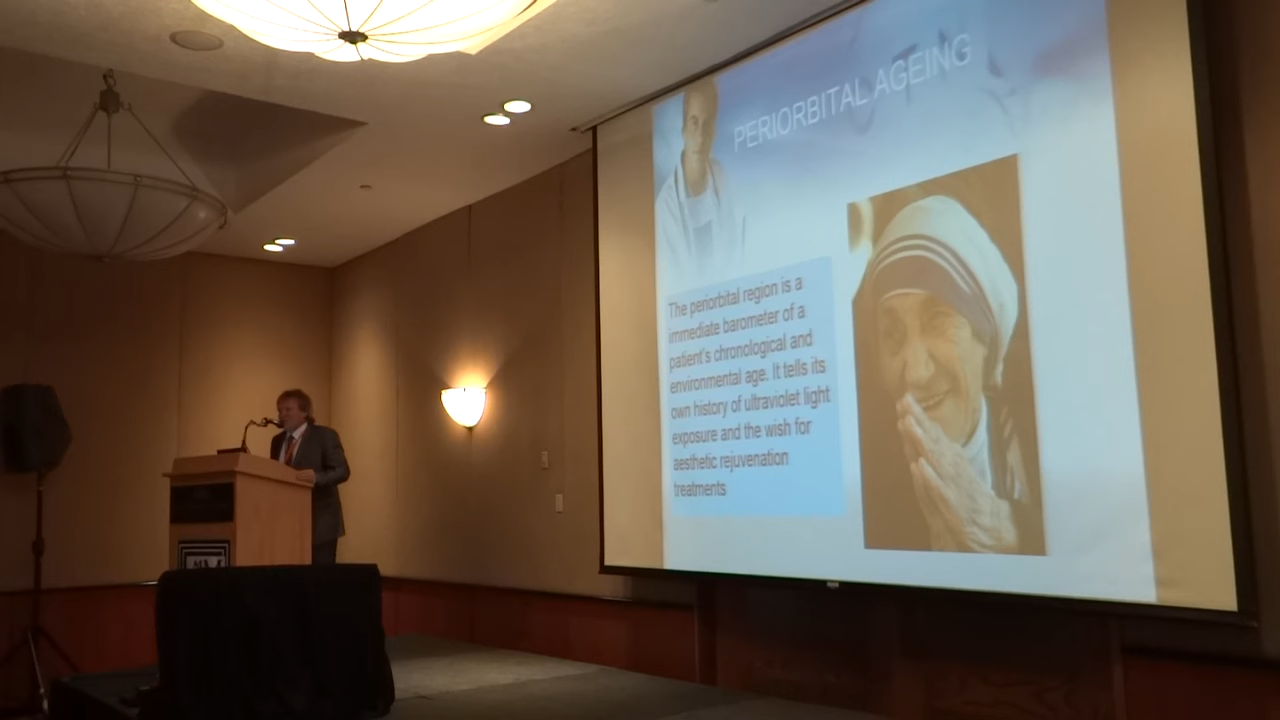 PERIORBITAL AGEING
The periorbital region is a
immediate barometer of a
patient's chronological and
environmental age. It tells its
own history of ultraviolet light
exposure and the wish for
aesthetic rejuvenation
treatments